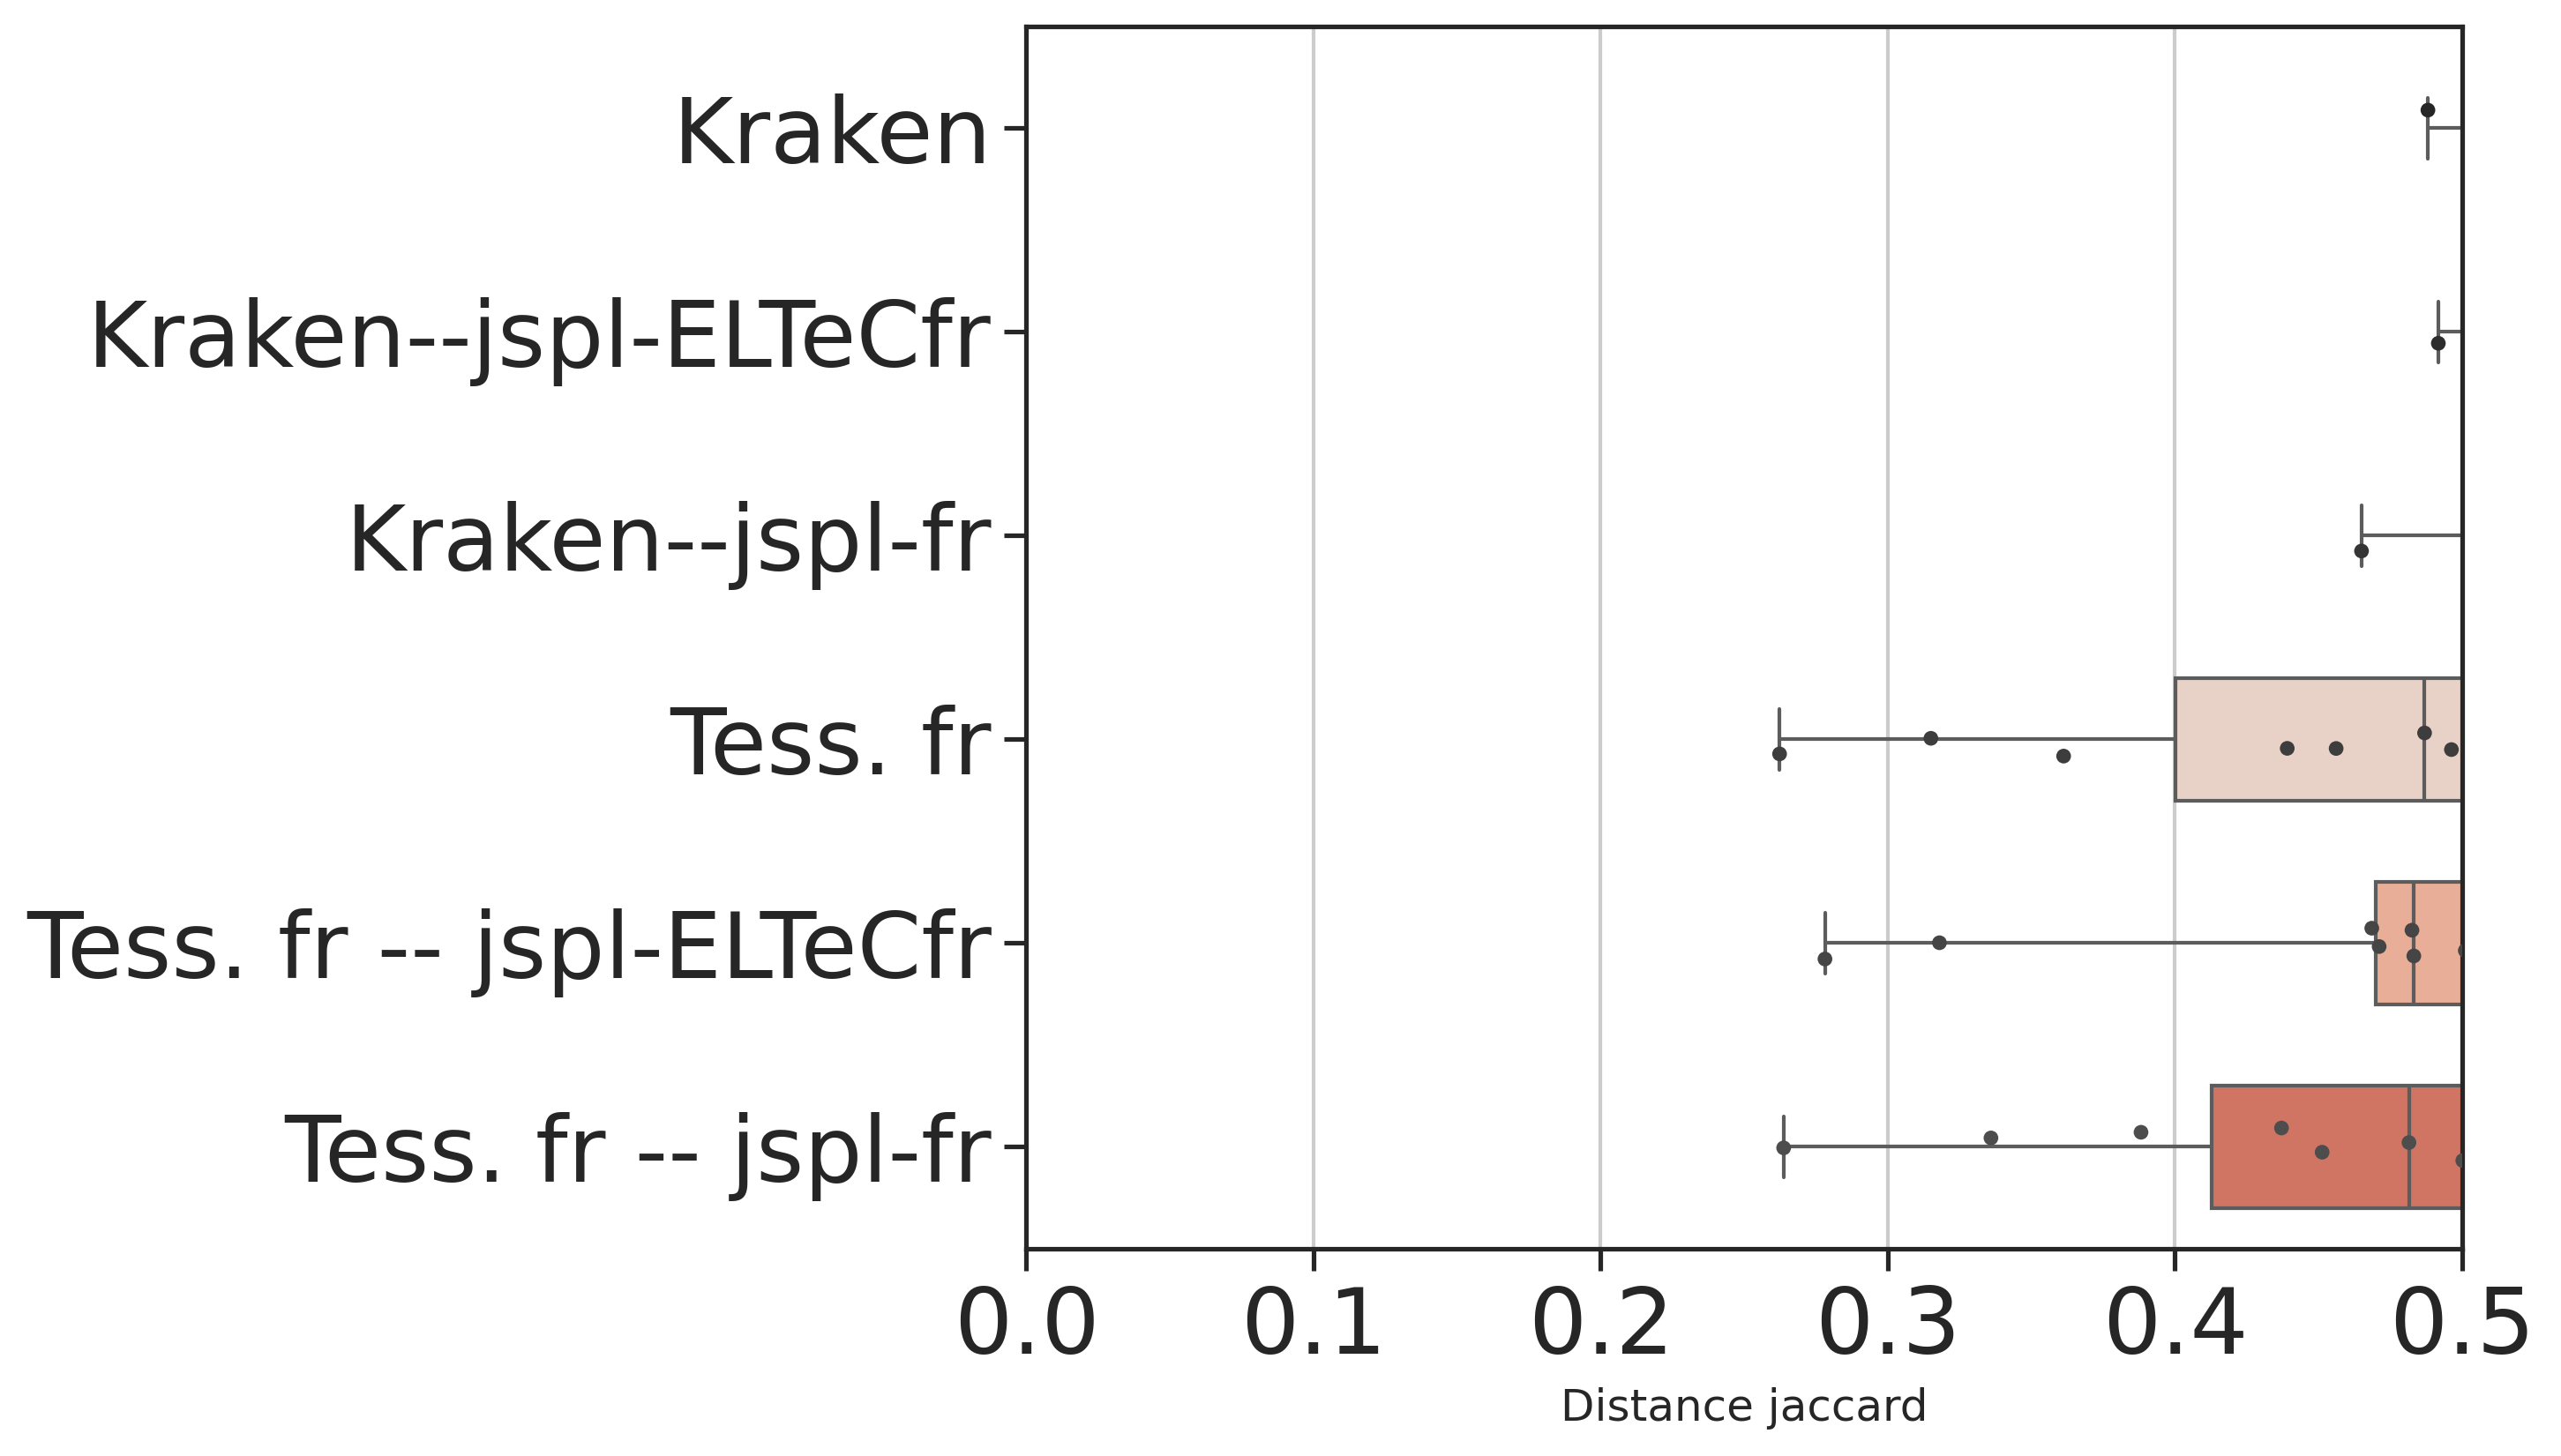 Kraken
Kraken--jspl-ELTeCfr
Kraken--jspl-fr
Tess. fr
Tess. fr -- jspl-ELTeCfr
Tess. fr -- jspl-fr
0.0 0.1 0.2 0.3 0.4 0.5
Distance jaccard